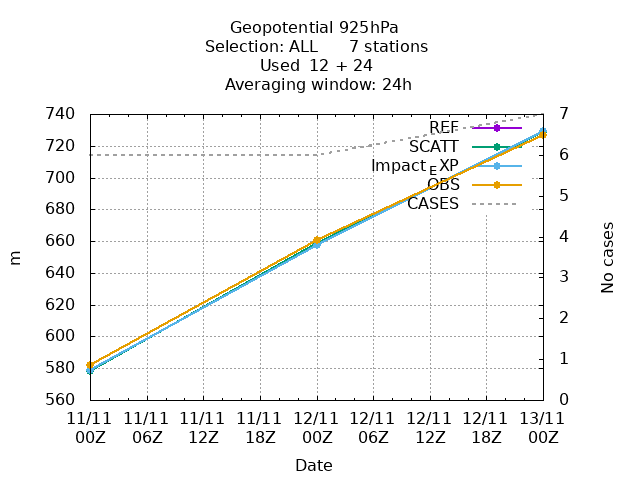 Geopotential 925hPa
Selection: ALL      7 stations
Used  12 + 24
Averaging window: 24h
740
720
700
680
660
640
620
600
580
560
m
7
6
5
4
3
2
1
0
No cases
REF
SCATT
Impact_EXP
OBS
CASES
11/11 11/11 11/11 11/11 12/11 12/11 12/11 12/11 13/11
00Z 06Z 12Z 18Z 00Z 06Z 12Z 18Z 00Z
Date